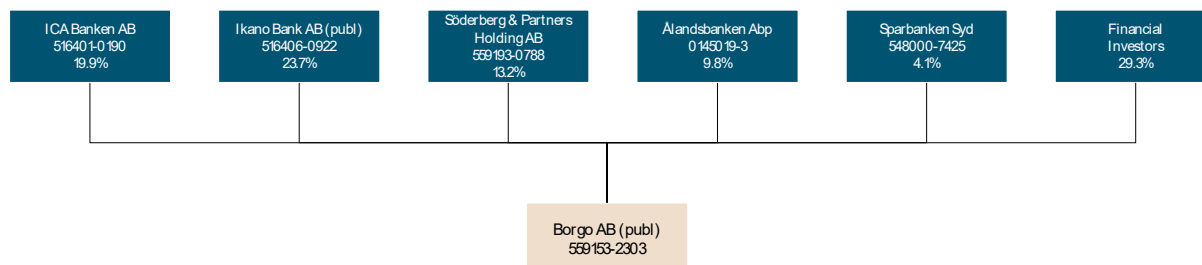 ICA Banken AB
516401-0190
19.9%
Ikano Bank AB (publ)
516406-0922
23.7%
Söderberg & Partners
Holding AB
559193-0788
13.2%
Ålandsbanken Abp
0145019-3
9.8%
Sparbanken Syd
548000-7425
4.1%
Financial
Investors
29.3%
Borgo AB (publ)
559153-2303